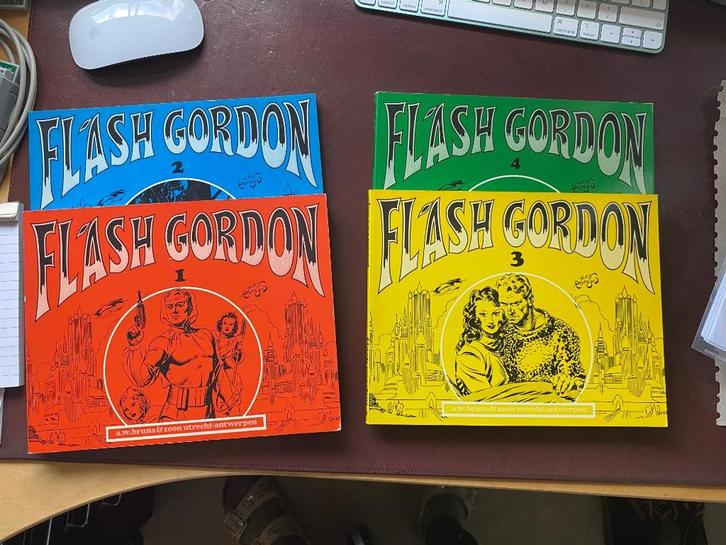 FLASH GORDON
2
FLASH GORDON
4
FLASH GORDON
1
a.w. bruna & zoon utrecht-antwerpen
FLASH GORDON
3
a.w. bruna & zoon utrecht-antwerpen